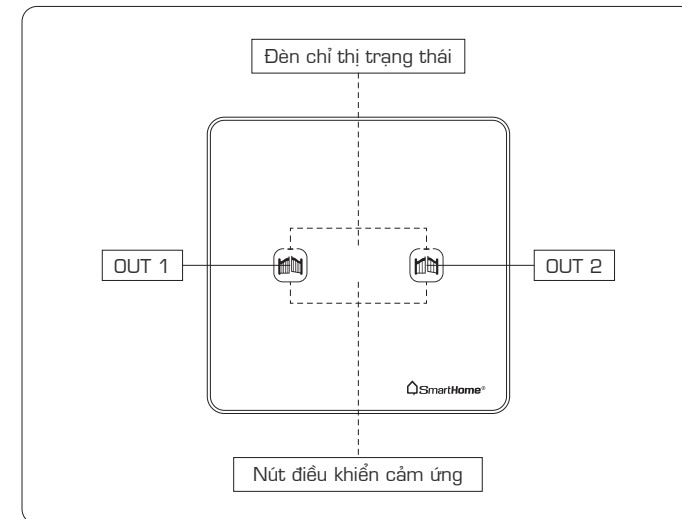 Đèn chỉ thị trạng thái
OUT 1
OUT 2
SmartHome®
Nút điều khiển cảm ứng